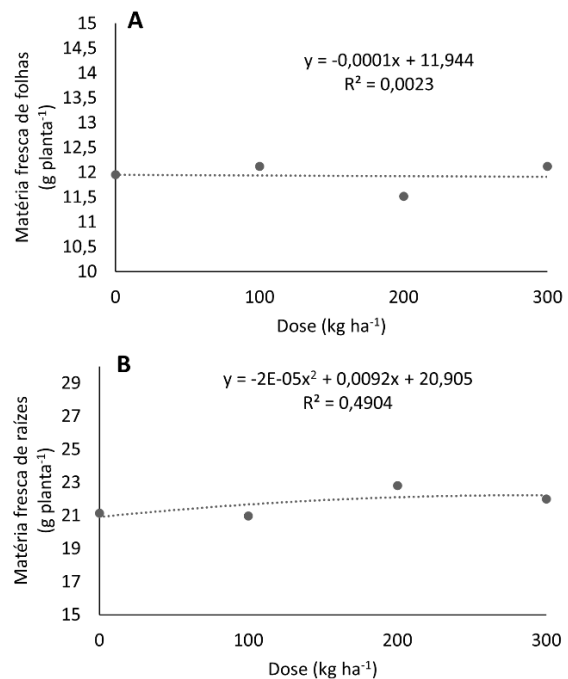 A
y = -0,0001x + 11,944
R² = 0,0023
Matéria fresca de folhas
(g planta⁻¹)
15
14,5
14
13,5
13
12,5
12
11,5
11
10,5
10
0 100 200 300
Dose (kg ha⁻¹)
B
y = -2E-05x² + 0,0092x + 20,905
R² = 0,4904
Matéria fresca de raízes
(g planta⁻¹)
29
27
25
23
21
19
17
15
0 100 200 300
Dose (kg ha⁻¹)